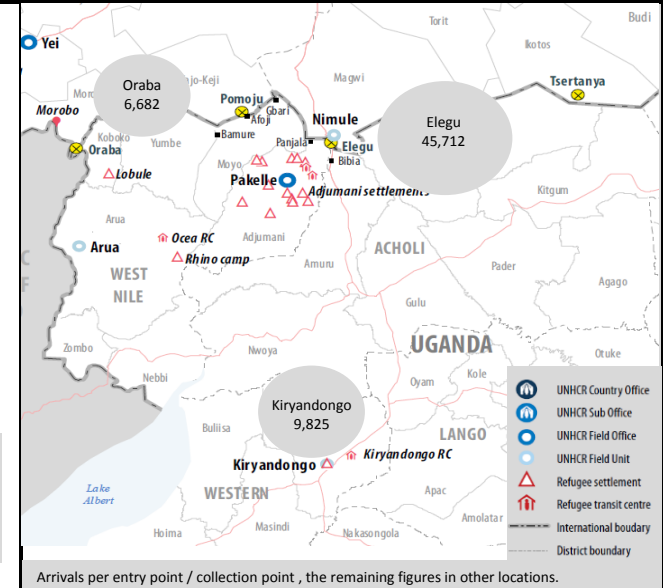 Budi
Torit
Yei
Ikotos
Oraba
6,682
jo-Keji
Magwi
Tsertanya
Moro
Pomoju
Gbari
Morobo
Afoji
Nimule
Elegu
45,712
Koboko
Bamure
Panjala
Elegu
Oraba
Yumbe
Bibia
Moyo
Lobule
Pakelle
Adjumani settlements
Kitgum
Arua
Ocea RC
Adjumani
ACHOLI
Arua
Rhino camp
Amuru
Pader
WEST
NILE
Agago
Gulu
UGANDA
Zombo
Nwoya
Otuke
Kole
Nebbi
Oyam
Kiryandongo
9,825
UNHCR Country Office
UNHCR Sub Office
Buliisa
LANGO
UNHCR Field Office
Kiryandongo RC
UNHCR Field Unit
Kiryandongo
Refugee settlement
Lake
Albert
WESTERN
Apac
Refugee transit centre
Amolatar
International boudary
Hoima
Masindi
Nakasongola
District boundary
Arrivals per entry point / collection point , the remaining figures in other locations.